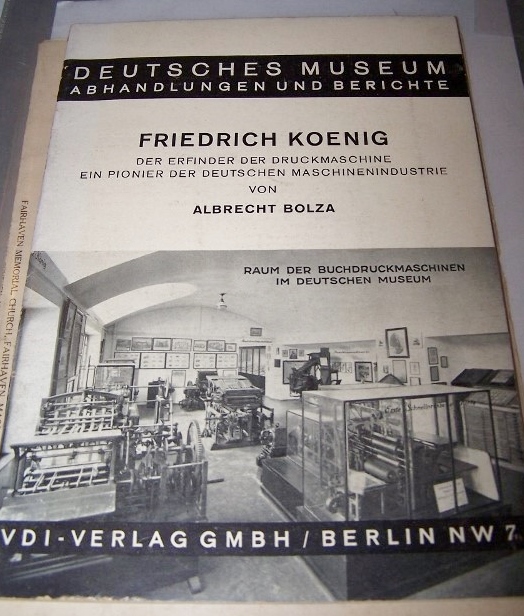 DEUTSCHES MUSEUM
ABHANDLUNGEN UND BERICHTE
FRIEDRICH KOENIG
DER ERFINDER DER DRUCKMASCHINE
EIN PIONIER DER DEUTSCHEN MASCHINENINDUSTRIE
VON
ALBRECHT BOLZA
RAUM DER BUCHDRUCKMASCHINEN
IM DEUTSCHEN MUSEUM
VDI-VERLAG GMBH / BERLIN NW 7
FAIRHAVEN MEMORIAL CHURCH, FAIRHAVEN